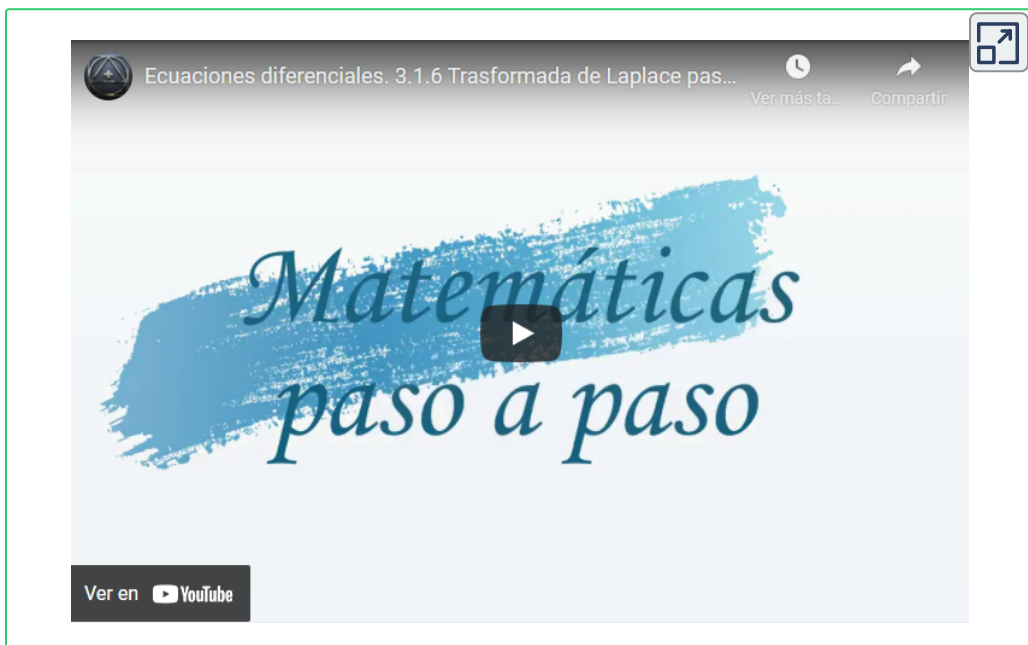 Ecuaciones diferenciales. 3.1.6 Trasformada de Laplace pas...
Ver más ta...
Compartir
Matemáticas
paso a paso
Ver en YouTube